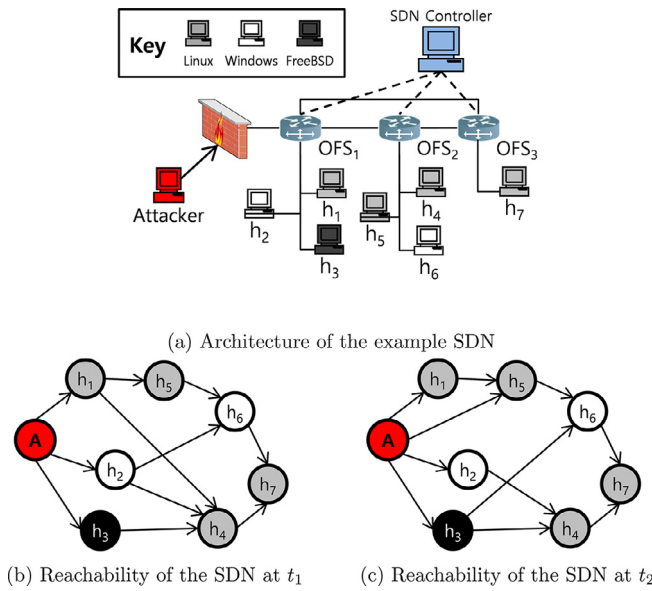 SDN Controller
Key
Linux Windows FreeBSD
OFS1 OFS2 OFS3
Attacker
h1 h4 h7
h2 h5
h3 h6
(a) Architecture of the example SDN
h1 h5
h6
A
h2
h7
h3 h4
(b) Reachability of the SDN at t1
h1 h5
h6
A
h2
h7
h3 h4
(c) Reachability of the SDN at t2